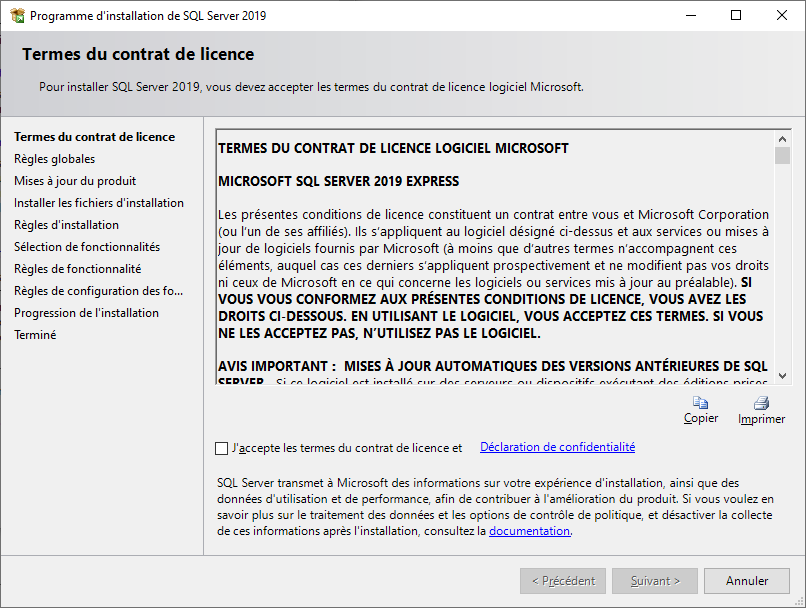 Programme d'installation de SQL Server 2019
Termes du contrat de licence
Pour installer SQL Server 2019, vous devez accepter les termes du contrat de licence logiciel Microsoft.
Termes du contrat de licence
Règles globales
Mises à jour du produit
Installer les fichiers d'installation
Règles d'installation
Sélection de fonctionnalités
Règles de fonctionnalité
Règles de configuration des fo...
Progression de l'installation
Terminé
TERMES DU CONTRAT DE LICENCE LOGICIEL MICROSOFT
MICROSOFT SQL SERVER 2019 EXPRESS
Les présentes conditions de licence constituent un contrat entre vous et Microsoft Corporation
(ou l’un de ses affiliés). Ils s’appliquent au logiciel désigné ci-dessus et aux services ou mises à
jour de logiciels fournis par Microsoft (à moins que d’autres termes n’accompagnent ces
éléments, auquel cas ces derniers s’appliquent prospectivement et ne modifient pas vos droits
ni ceux de Microsoft en ce qui concerne les logiciels ou services mis à jour au préalable). SI
VOUS VOUS CONFORMEZ AUX PRÉSENTES CONDITIONS DE LICENCE, VOUS AVEZ LES
DROITS CI-DESSOUS. EN UTILISANT LE LOGICIEL, VOUS ACCEPTEZ CES TERMES. SI VOUS
NE LES ACCEPTEZ PAS, N’UTILISEZ PAS LE LOGICIEL.
AVIS IMPORTANT : MISES À JOUR AUTOMATIQUES DES VERSIONS ANTÉRIEURES DE SQL
SERVER. Si ce logiciel est installé sur des serveurs ou dispositifs exécutant des éditions prises
Copier
Imprimer
J'accepte les termes du contrat de licence et Déclaration de confidentialité
SQL Server transmet à Microsoft des informations sur votre expérience d'installation, ainsi que des
données d'utilisation et de performance, afin de contribuer à l'amélioration du produit. Si vous voulez en
savoir plus sur le traitement des données et les options de contrôle de politique, et désactiver la collecte
de ces informations après l'installation, consultez la documentation.
< Précédent
Suivant >
Annuler